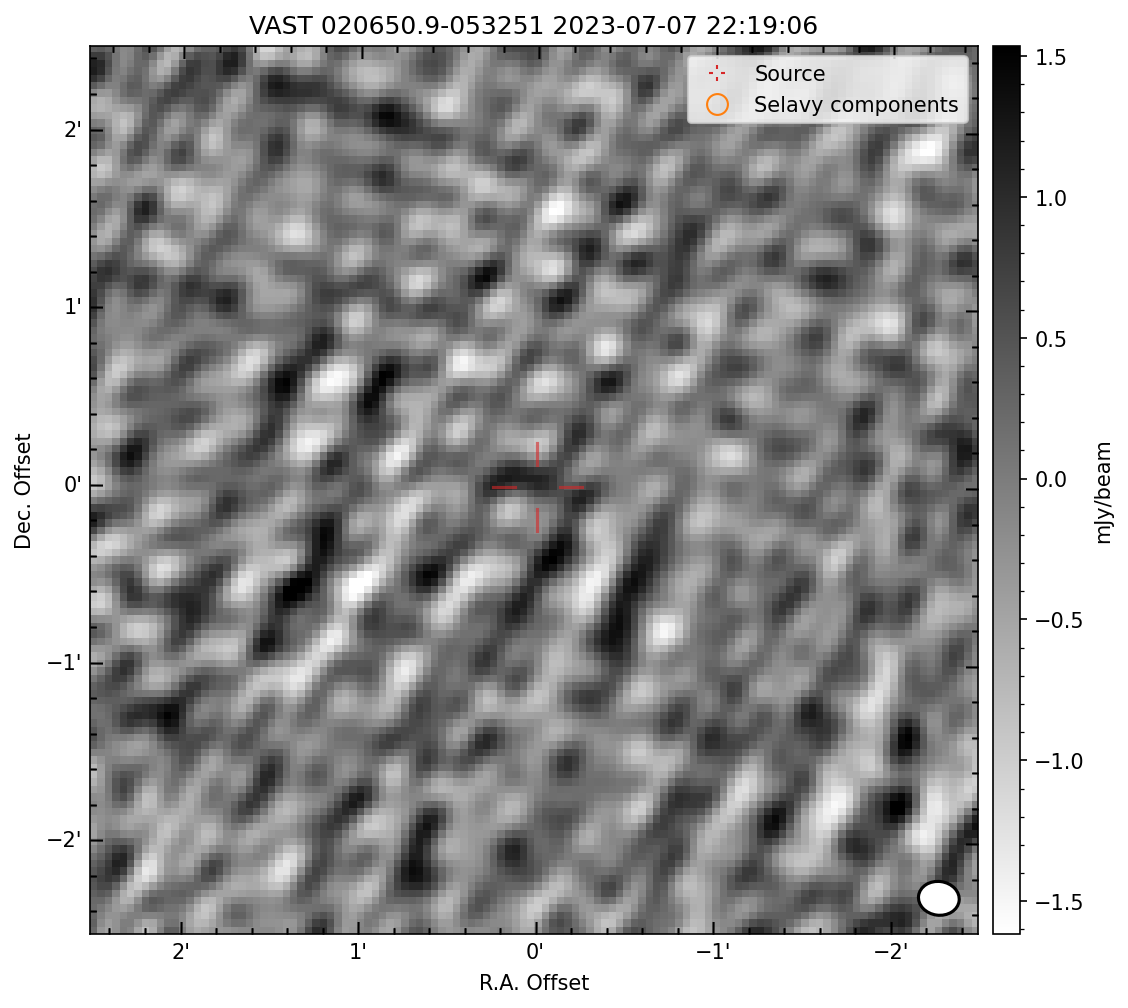 VAST 020650.9-053251 2023-07-07 22:19:06
Source
Selavy components
2'
1'
0'
−1'
−2'
Dec. Offset
2'
1'
0'
−1'
−2'
R.A. Offset
1.5
1.0
0.5
0.0
−0.5
−1.0
−1.5
mJy/beam